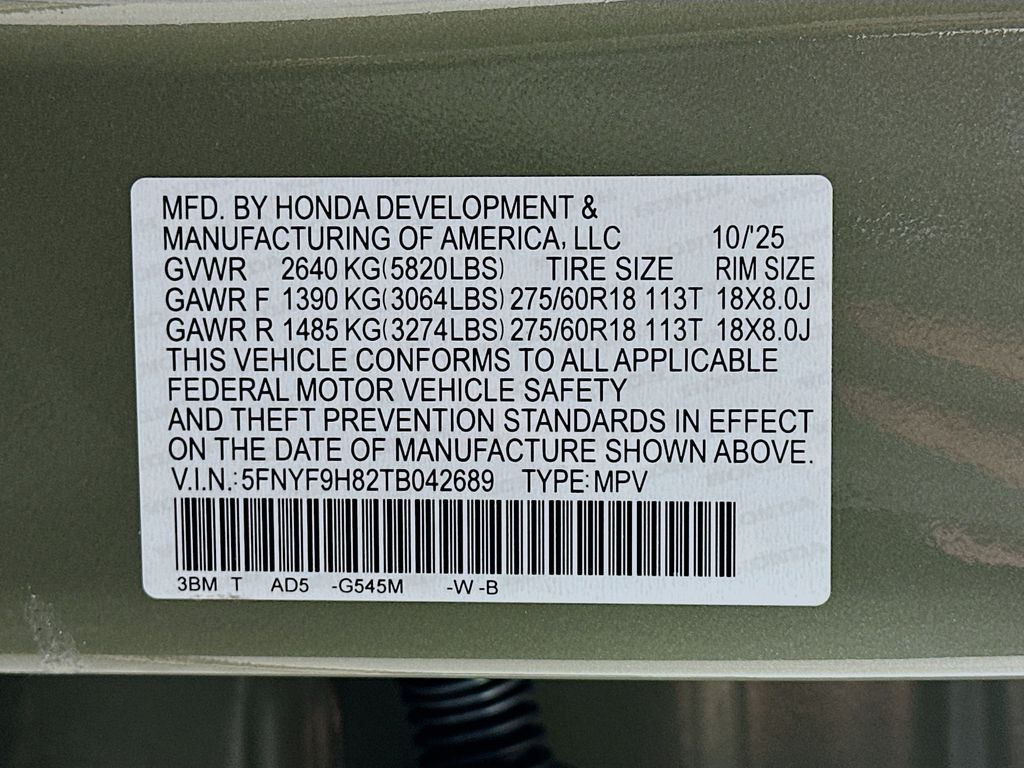 MFD. BY HONDA DEVELOPMENT &
MANUFACTURING OF AMERICA, LLC 10/'25
GVWR 2640 KG(5820LBS) TIRE SIZE RIM SIZE
GAWR F 1390 KG(3064LBS) 275/60R18 113T 18X8.0J
GAWR R 1485 KG(3274LBS) 275/60R18 113T 18X8.0J
THIS VEHICLE CONFORMS TO ALL APPLICABLE
FEDERAL MOTOR VEHICLE SAFETY
AND THEFT PREVENTION STANDARDS IN EFFECT
ON THE DATE OF MANUFACTURE SHOWN ABOVE.
V.I.N.:5FNYF9H82TB042689 TYPE:MPV
3BM T AD5 -G545M -W -B